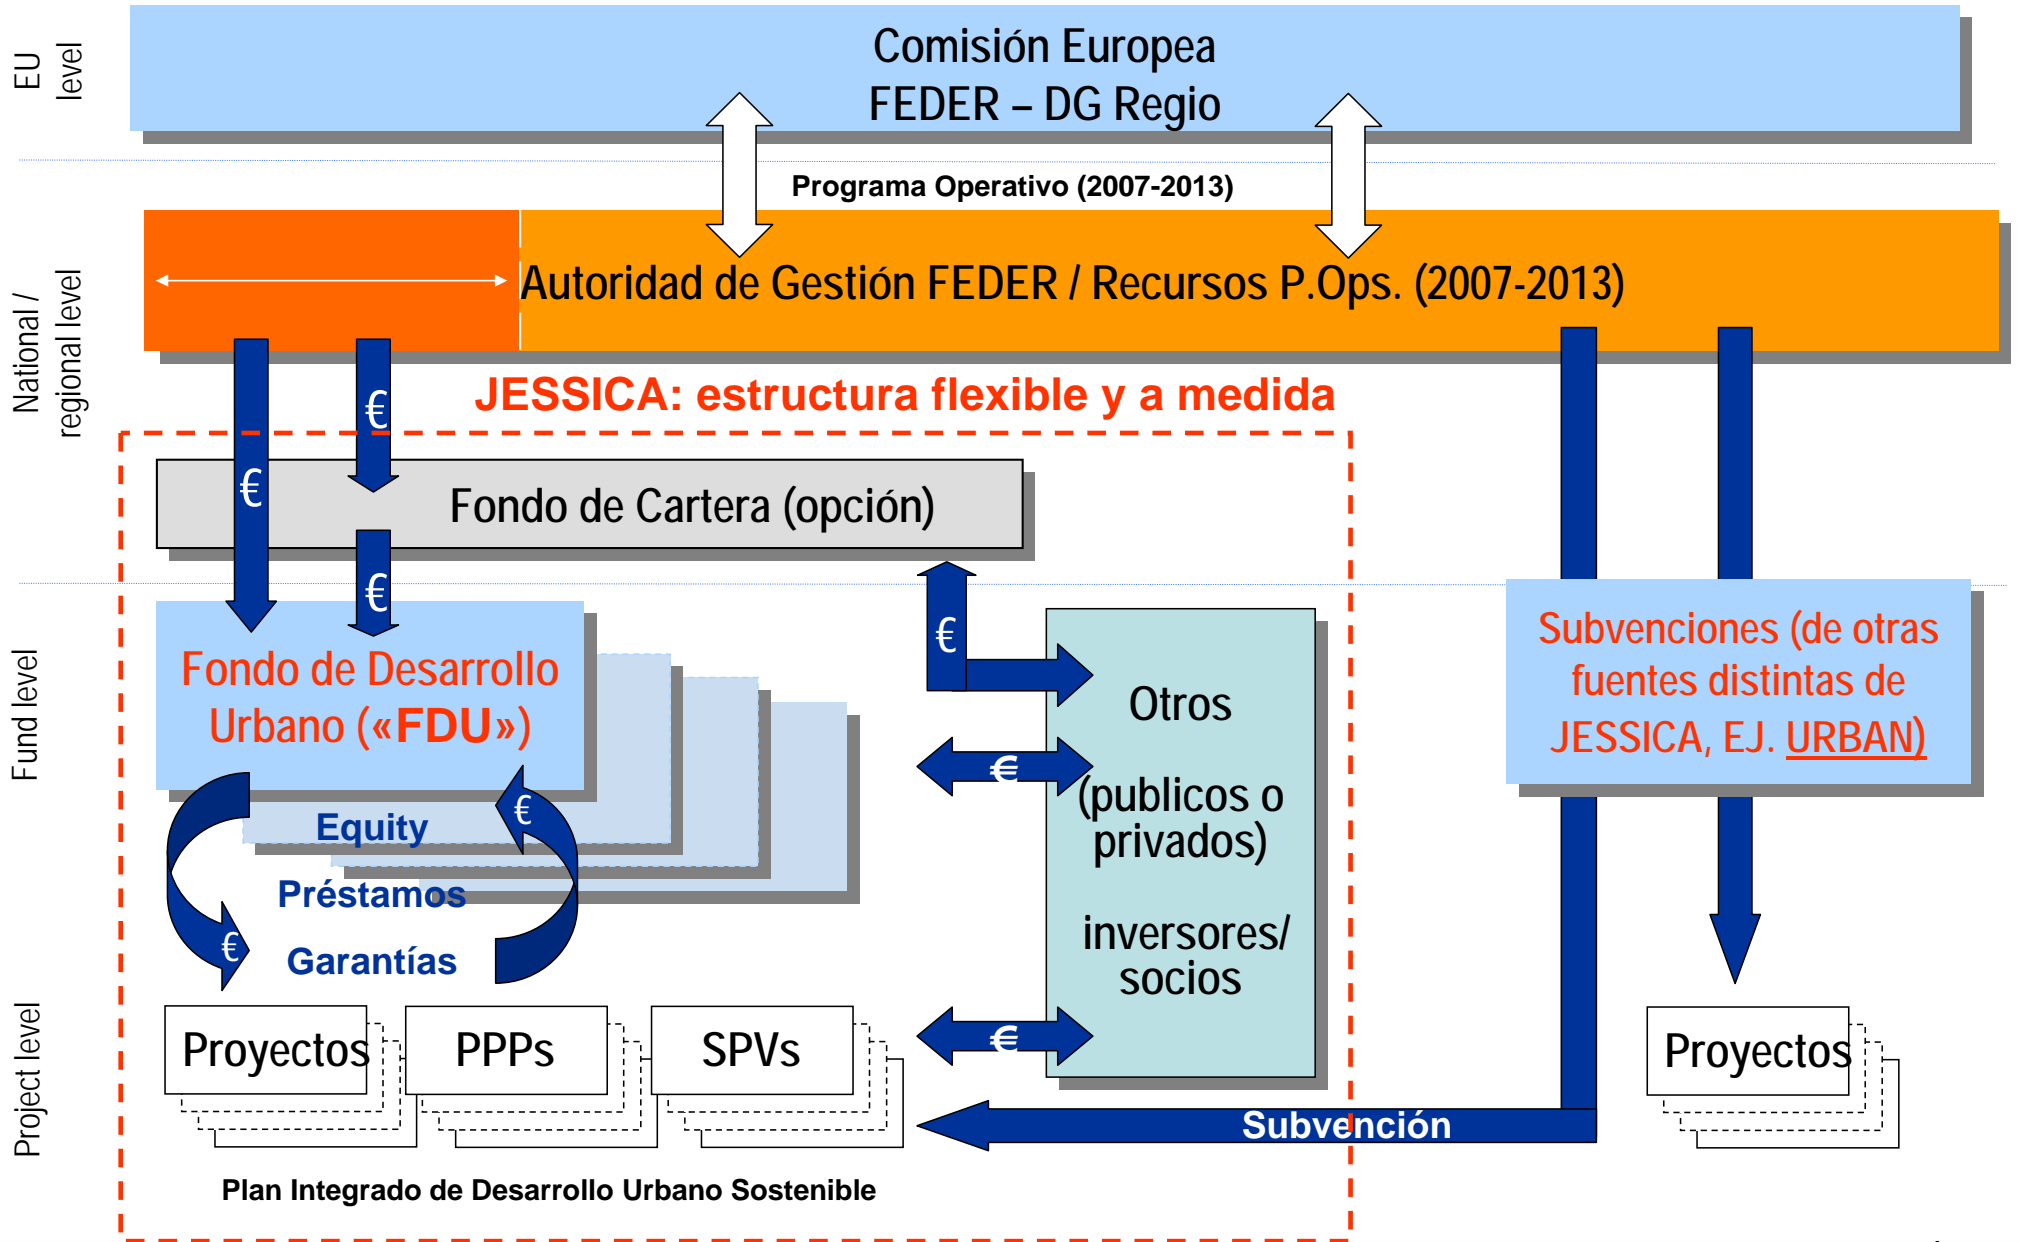 EU
level
Comisión Europea
FEDER – DG Regio
Programa Operativo (2007-2013)
National /
regional level
Autoridad de Gestión FEDER / Recursos P.Ops. (2007-2013)
JESSICA: estructura flexible y a medida
€
€
Fondo de Cartera (opción)
€
Fund level
Fondo de Desarrollo
Urbano («FDU»)
€
Otros
(publicos o
privados)
inversores/
socios
€
Subvenciones (de otras
fuentes distintas de
JESSICA, EJ. URBAN)
Equity
€
Préstamos
Garantías
€
Project level
Proyectos
PPPs
SPVs
€
Proyectos
Subvención
Plan Integrado de Desarrollo Urbano Sostenible